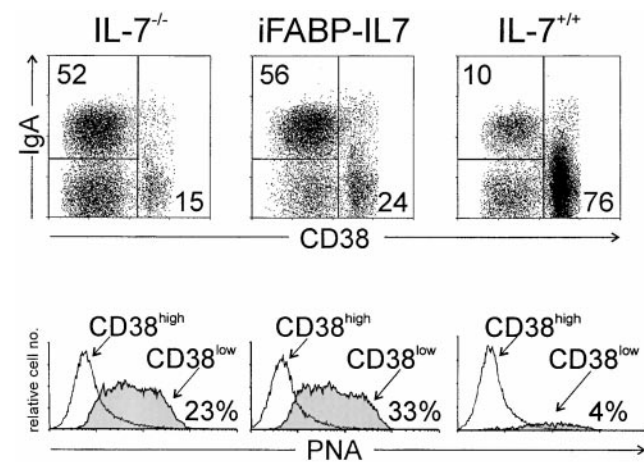 IL-7-/- iFABP-IL7 IL-7+/+
52 56 10
IgA
15 24 76
CD38
CD38high CD38high CD38high
CD38low CD38low CD38low
relative cell no.
23% 33% 4%
PNA